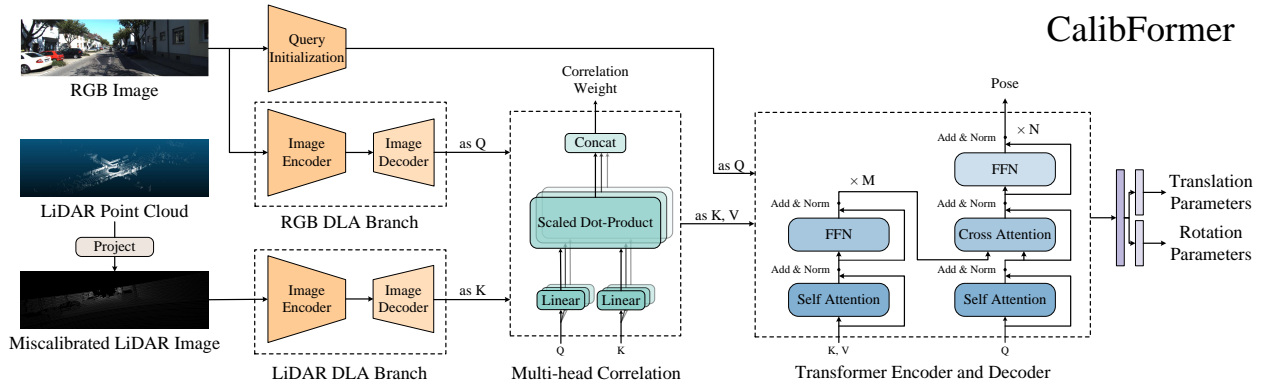 CalibFormer
RGB Image
LiDAR Point Cloud
Project
Miscalibrated LiDAR Image
Query
Initialization
Image
Encoder
Image
Decoder
RGB DLA Branch
Image
Encoder
Image
Decoder
LiDAR DLA Branch
as Q
as K
Correlation
Weight
Concat
Scaled Dot-Product
Linear
Linear
Q
K
Multi-head Correlation
as Q
as K, V
× M
Add & Norm
FFN
Add & Norm
Self Attention
K, V
Pose
× N
Add & Norm
FFN
Add & Norm
Cross Attention
Add & Norm
Self Attention
Q
Transformer Encoder and Decoder
Translation
Parameters
Rotation
Parameters